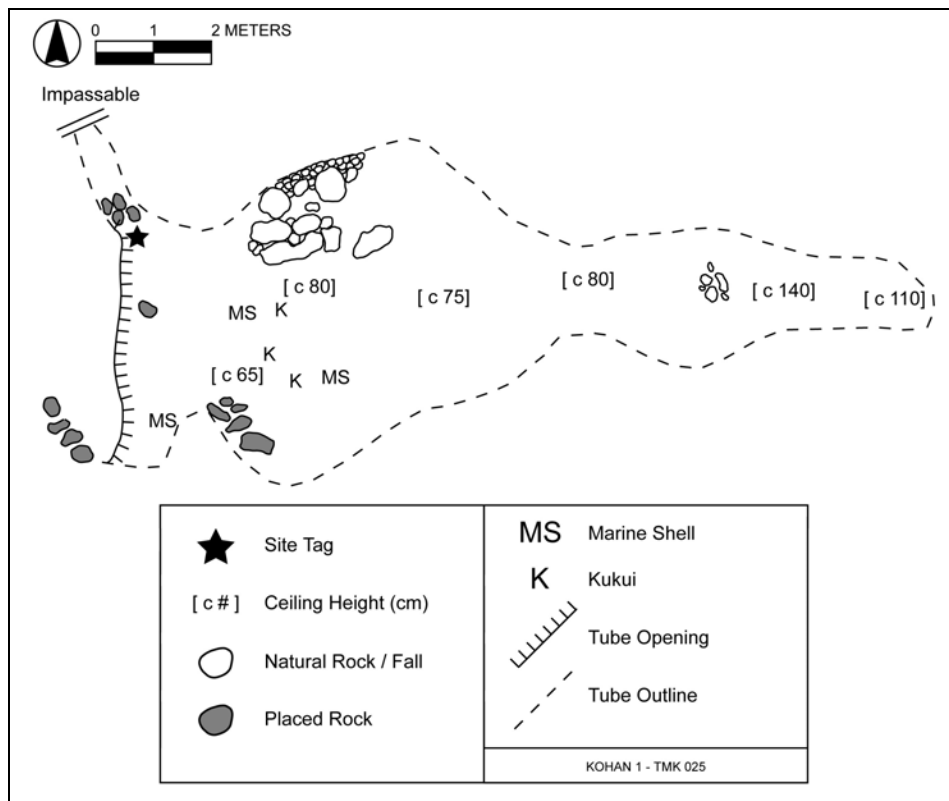 0 1 2 METERS
Impassable
[ c 80]
[ c 80]
[ c 75]
[ c 140]
[ c 110]
MS
K
K
[ c 65]
K
MS
MS
Site Tag
[ c # ] Ceiling Height (cm)
Natural Rock / Fall
Placed Rock
MS Marine Shell
K Kukui
Tube Opening
Tube Outline
KOHAN 1 - TMK 025